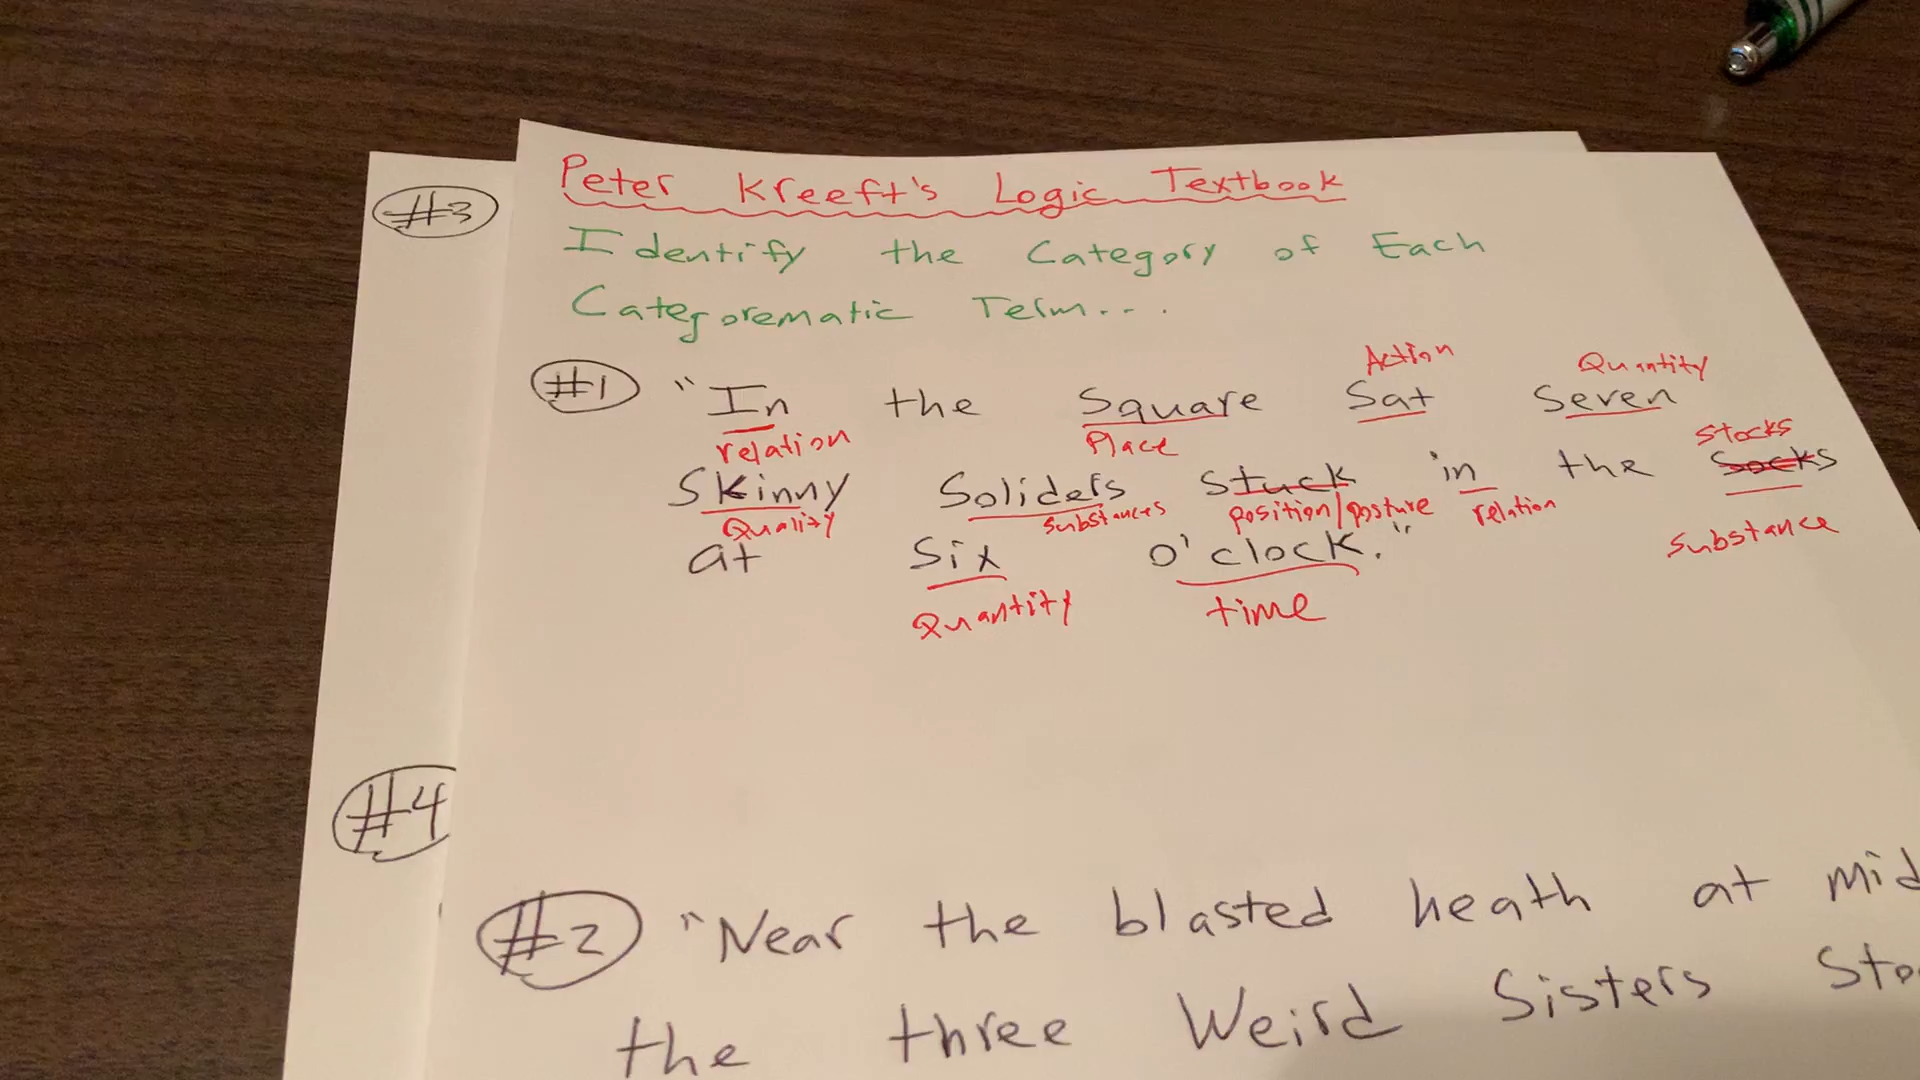 Peter Kreeft's Logic Textbook
#3
Identify the Category of Each
Categorematic Term...
Action Quantity
#1 "In the Square Sat Seven
relation Place Stocks
Skinny Soliders Stuck in the Socks
Quality Substances position/posture relation Substance
at Six O'clock."
Quantity time
#4
#2 "Near the blasted heath at mid
the three Weird Sisters Sto